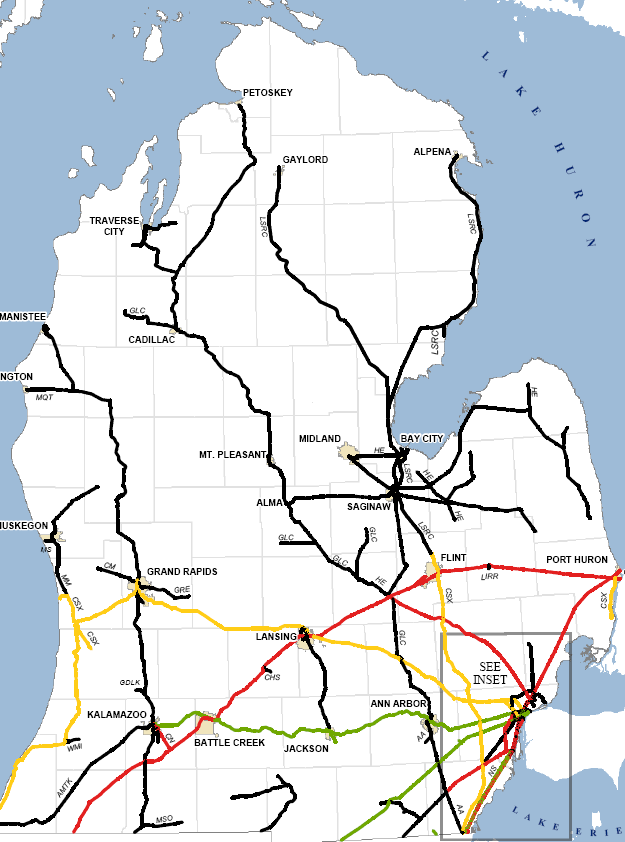 LAKE HURON
PETOSKEY
GAYLORD
ALPENA
LSRC
LSRC
TRAVERSE
CITY
GLC
MANISTEE
CADILLAC
LSRC
NGTON
MQT
HE
MIDLAND
HE
BAY CITY
MT. PLEASANT
LSRC
HE
ALMA
SAGINAW
HE
MUSKEGON
MS
LSRC
GLC
GLC
GLC
FLINT
PORT HURON
CM
GRAND RAPIDS
MM
HE
LIRR
GRE
CSX
CSX
CSX
CSX
LANSING
GLC
SEE
INSET
CHS
GDLK
ANN ARBOR
KALAMAZOO
CN
BATTLE CREEK
JACKSON
AA
WMI
AMTK
NS
MSO
AA
LAKE ERIE